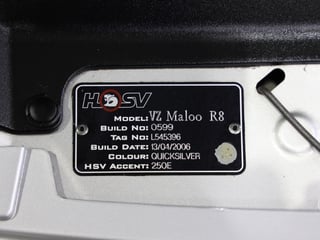 HSV
MODEL: VZ Maloo R8
BUILD NO: 0599
TAG NO: L545396
BUILD DATE: 13/04/2006
COLOUR: QUICKSILVER
HSV ACCENT: 250E